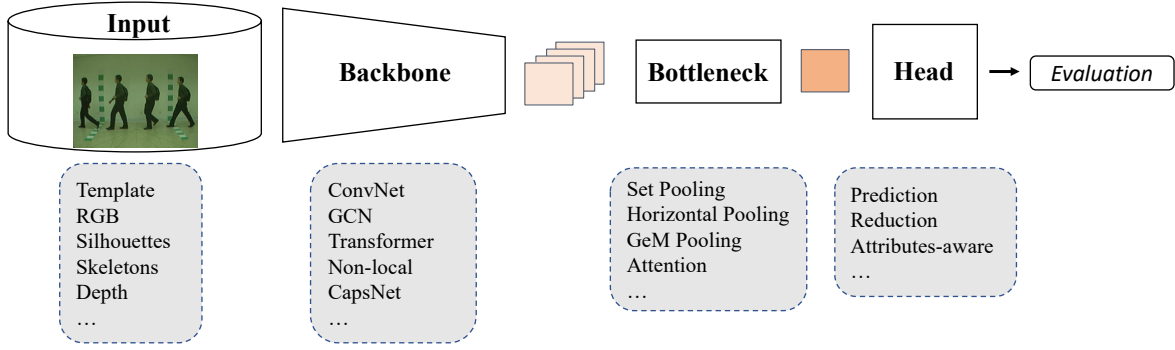 Input
Backbone
Bottleneck
Head
Evaluation
Template
RGB
Silhouettes
Skeletons
Depth
…
ConvNet
GCN
Transformer
Non-local
CapsNet
…
Set Pooling
Horizontal Pooling
GeM Pooling
Attention
…
Prediction
Reduction
Attributes-aware
…